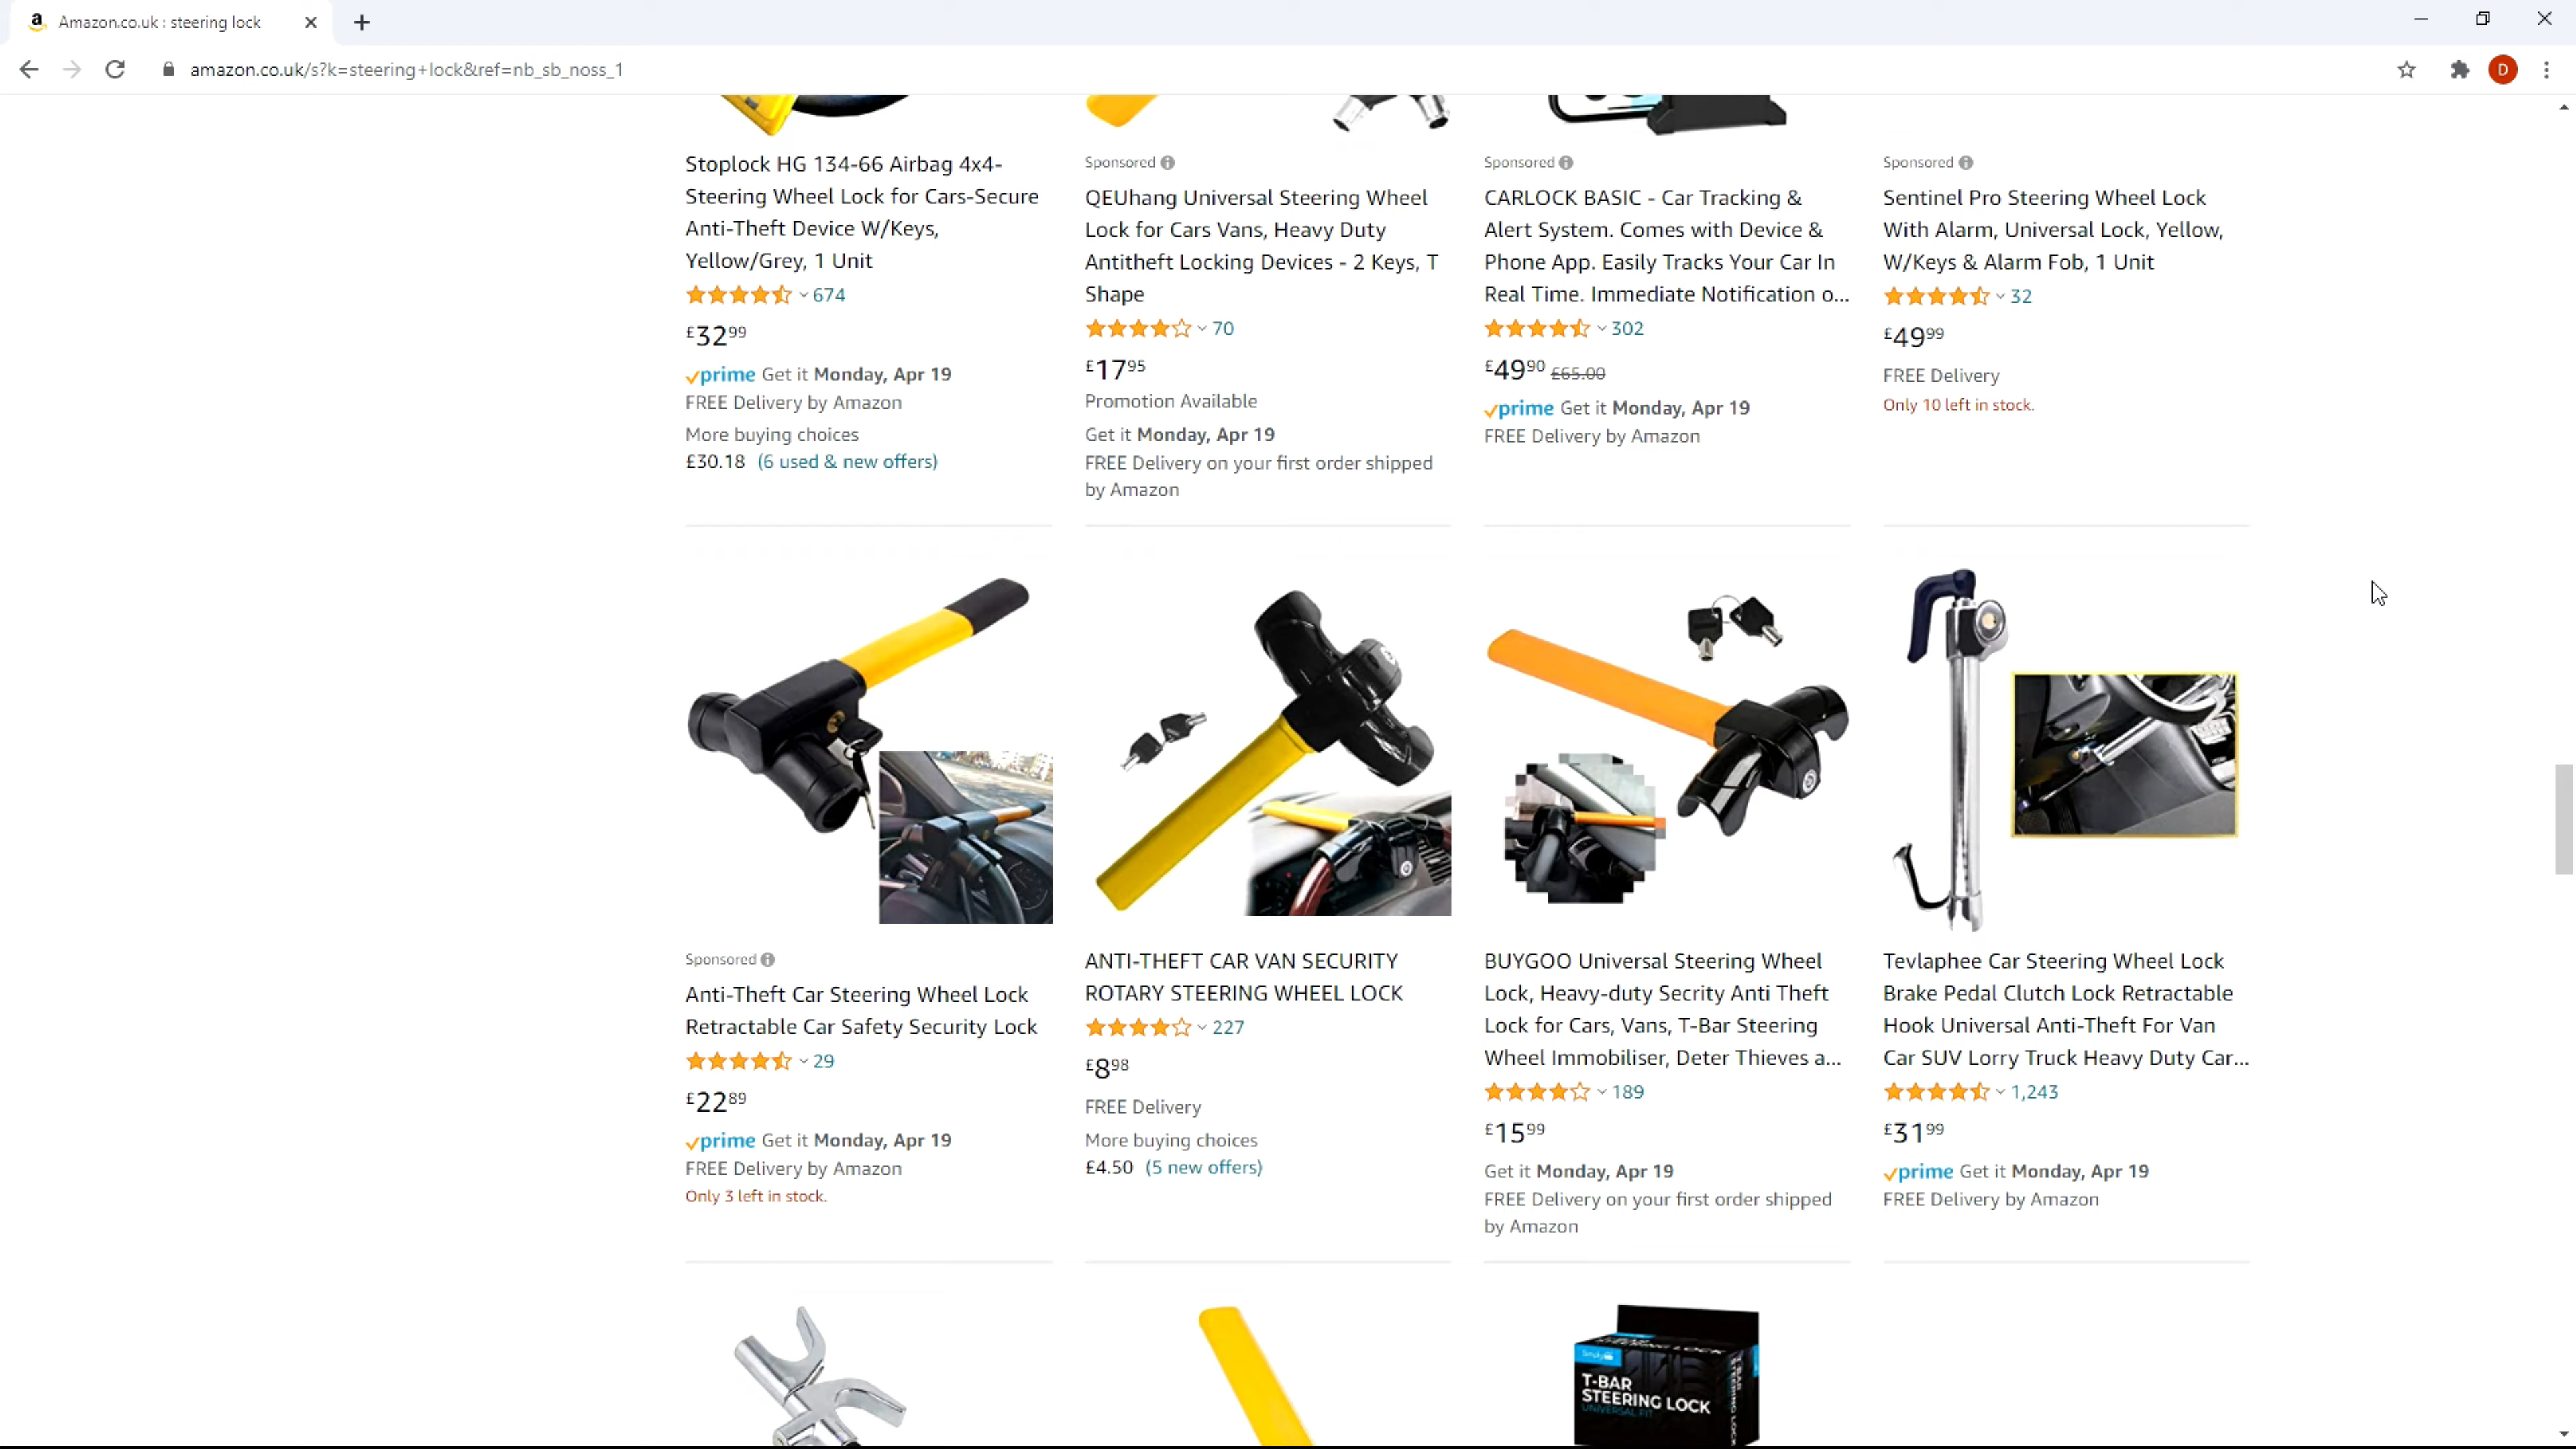 Amazon.co.uk : steering lock
amazon.co.uk/s?k=steering+lock&ref=nb_sb_noss_1
D
Stoplock HG 134-66 Airbag 4x4-
Steering Wheel Lock for Cars-Secure
Anti-Theft Device W/Keys,
Yellow/Grey, 1 Unit
674
£32.99
prime Get it Monday, Apr 19
FREE Delivery by Amazon
More buying choices
£30.18 (6 used & new offers)
Sponsored
QEUhang Universal Steering Wheel
Lock for Cars Vans, Heavy Duty
Antitheft Locking Devices - 2 Keys, T
Shape
70
£17.95
Promotion Available
Get it Monday, Apr 19
FREE Delivery on your first order shipped
by Amazon
Sponsored
CARLOCK BASIC - Car Tracking &
Alert System. Comes with Device &
Phone App. Easily Tracks Your Car In
Real Time. Immediate Notification o...
302
£49.90 £65.00
prime Get it Monday, Apr 19
FREE Delivery by Amazon
Sponsored
Sentinel Pro Steering Wheel Lock
With Alarm, Universal Lock, Yellow,
W/Keys & Alarm Fob, 1 Unit
32
£49.99
FREE Delivery
Only 10 left in stock.
Sponsored
Anti-Theft Car Steering Wheel Lock
Retractable Car Safety Security Lock
29
£22.89
prime Get it Monday, Apr 19
FREE Delivery by Amazon
Only 3 left in stock.
ANTI-THEFT CAR VAN SECURITY
ROTARY STEERING WHEEL LOCK
227
£8.98
FREE Delivery
More buying choices
£4.50 (5 new offers)
BUYGOO Universal Steering Wheel
Lock, Heavy-duty Secrity Anti Theft
Lock for Cars, Vans, T-Bar Steering
Wheel Immobiliser, Deter Thieves a...
189
£15.99
Get it Monday, Apr 19
FREE Delivery on your first order shipped
by Amazon
Tevlaphee Car Steering Wheel Lock
Brake Pedal Clutch Lock Retractable
Hook Universal Anti-Theft For Van
Car SUV Lorry Truck Heavy Duty Car...
1,243
£31.99
prime Get it Monday, Apr 19
FREE Delivery by Amazon
Simply
T-BAR
STEERING LOCK
UNIVERSAL FIT